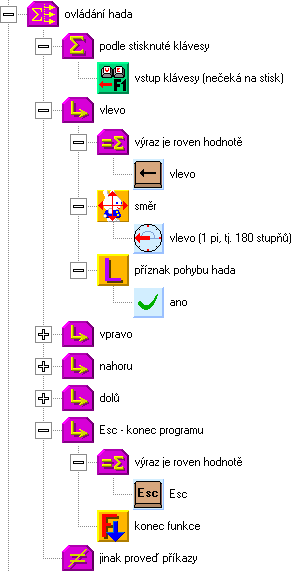 ovládání hada
podle stisknuté klávesy
F1 vstup klávesy (nečeká na stisk)
vlevo
výraz je roven hodnotě
vlevo
směr
vlevo (1 pi, tj. 180 stupňů)
L příznak pohybu hada
ano
vpravo
nahoru
dolů
Esc - konec programu
výraz je roven hodnotě
Esc Esc
F konec funkce
jinak proveď příkazy